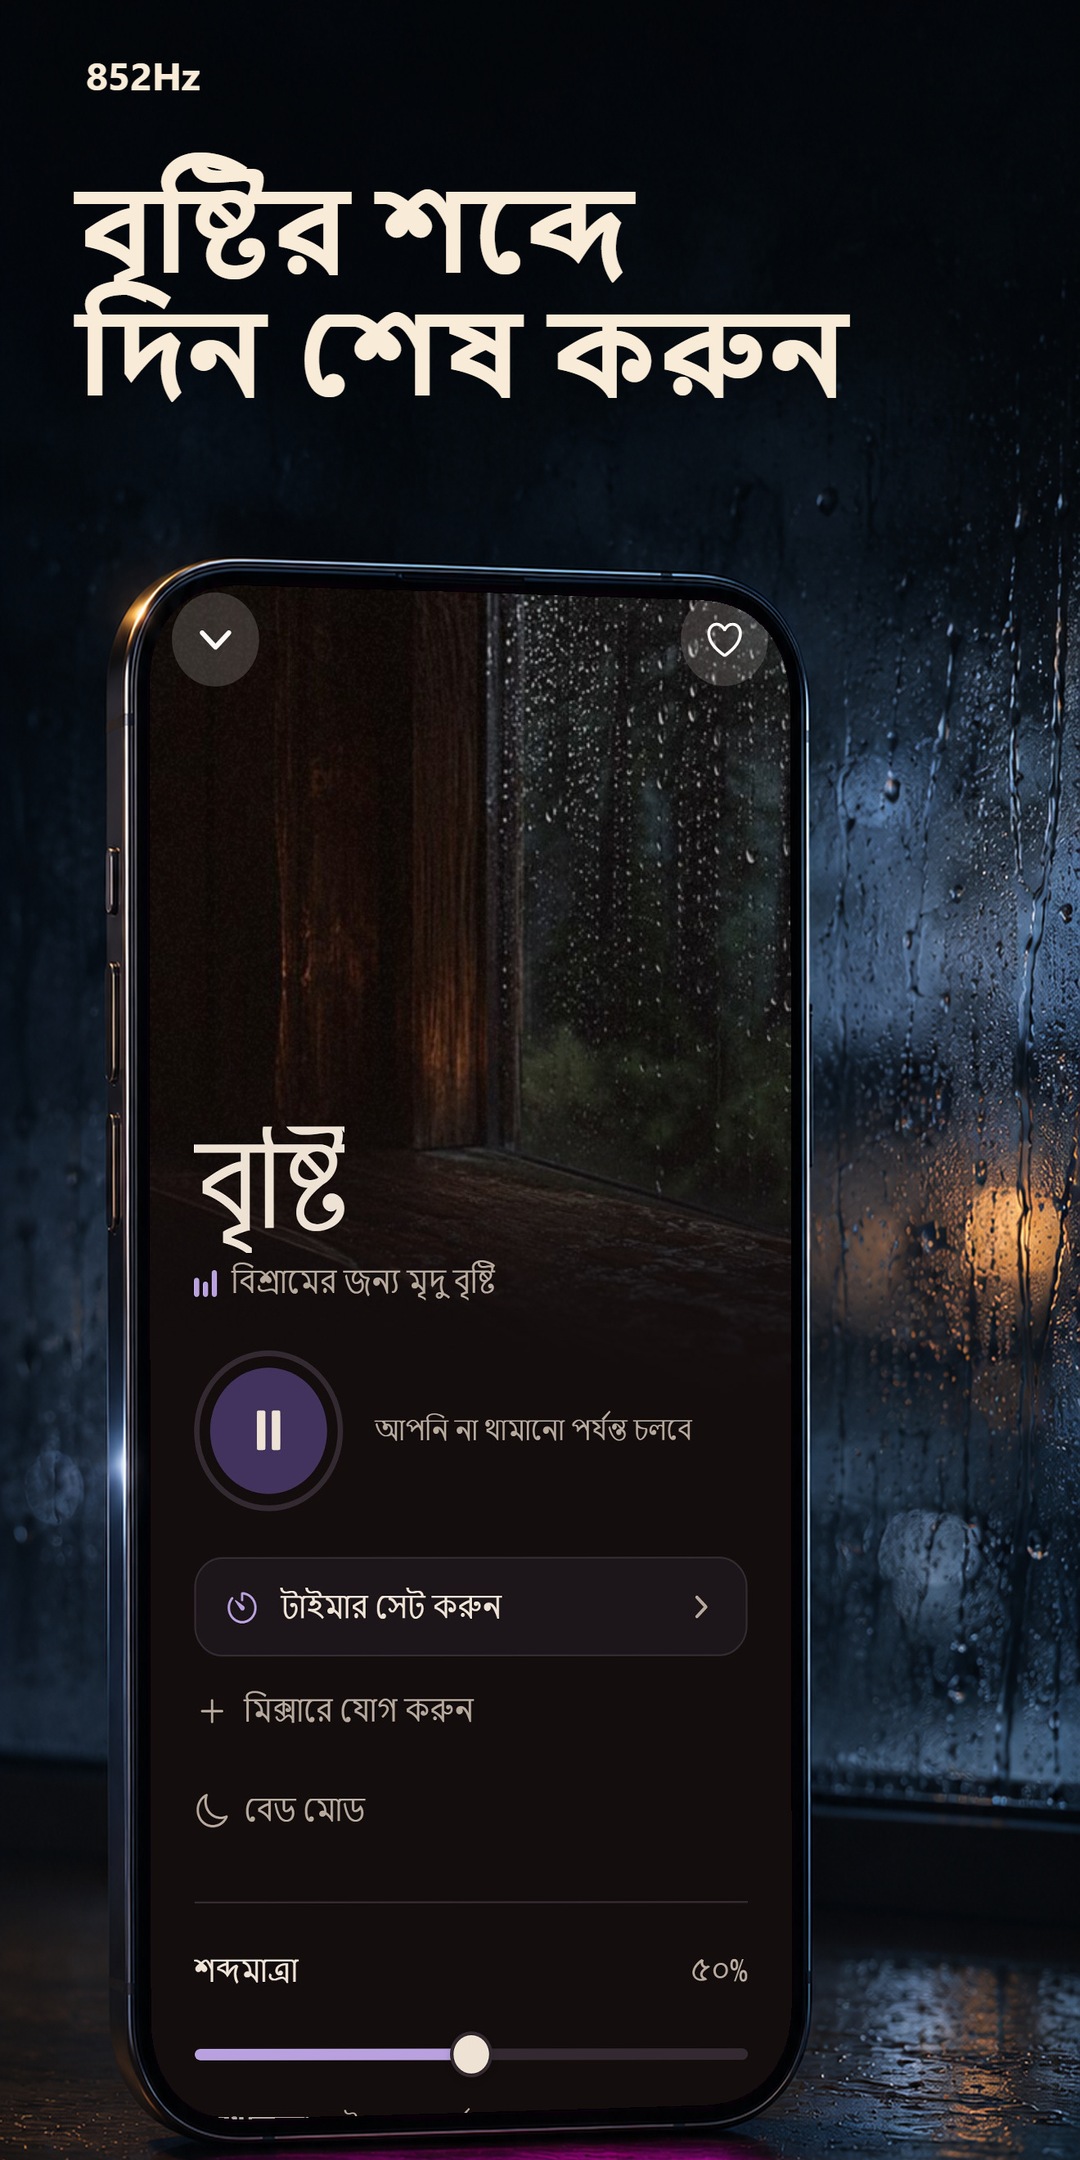 852Hz
বৃষ্টির শব্দে
দিন শেষ করুন
বৃষ্টি
বিশ্রামের জন্য মৃদু বৃষ্টি
আপনি না থামানো পর্যন্ত চলবে
টাইমার সেট করুন
মিক্সারে যোগ করুন
বেড মোড
শব্দমাত্রা
৫০%